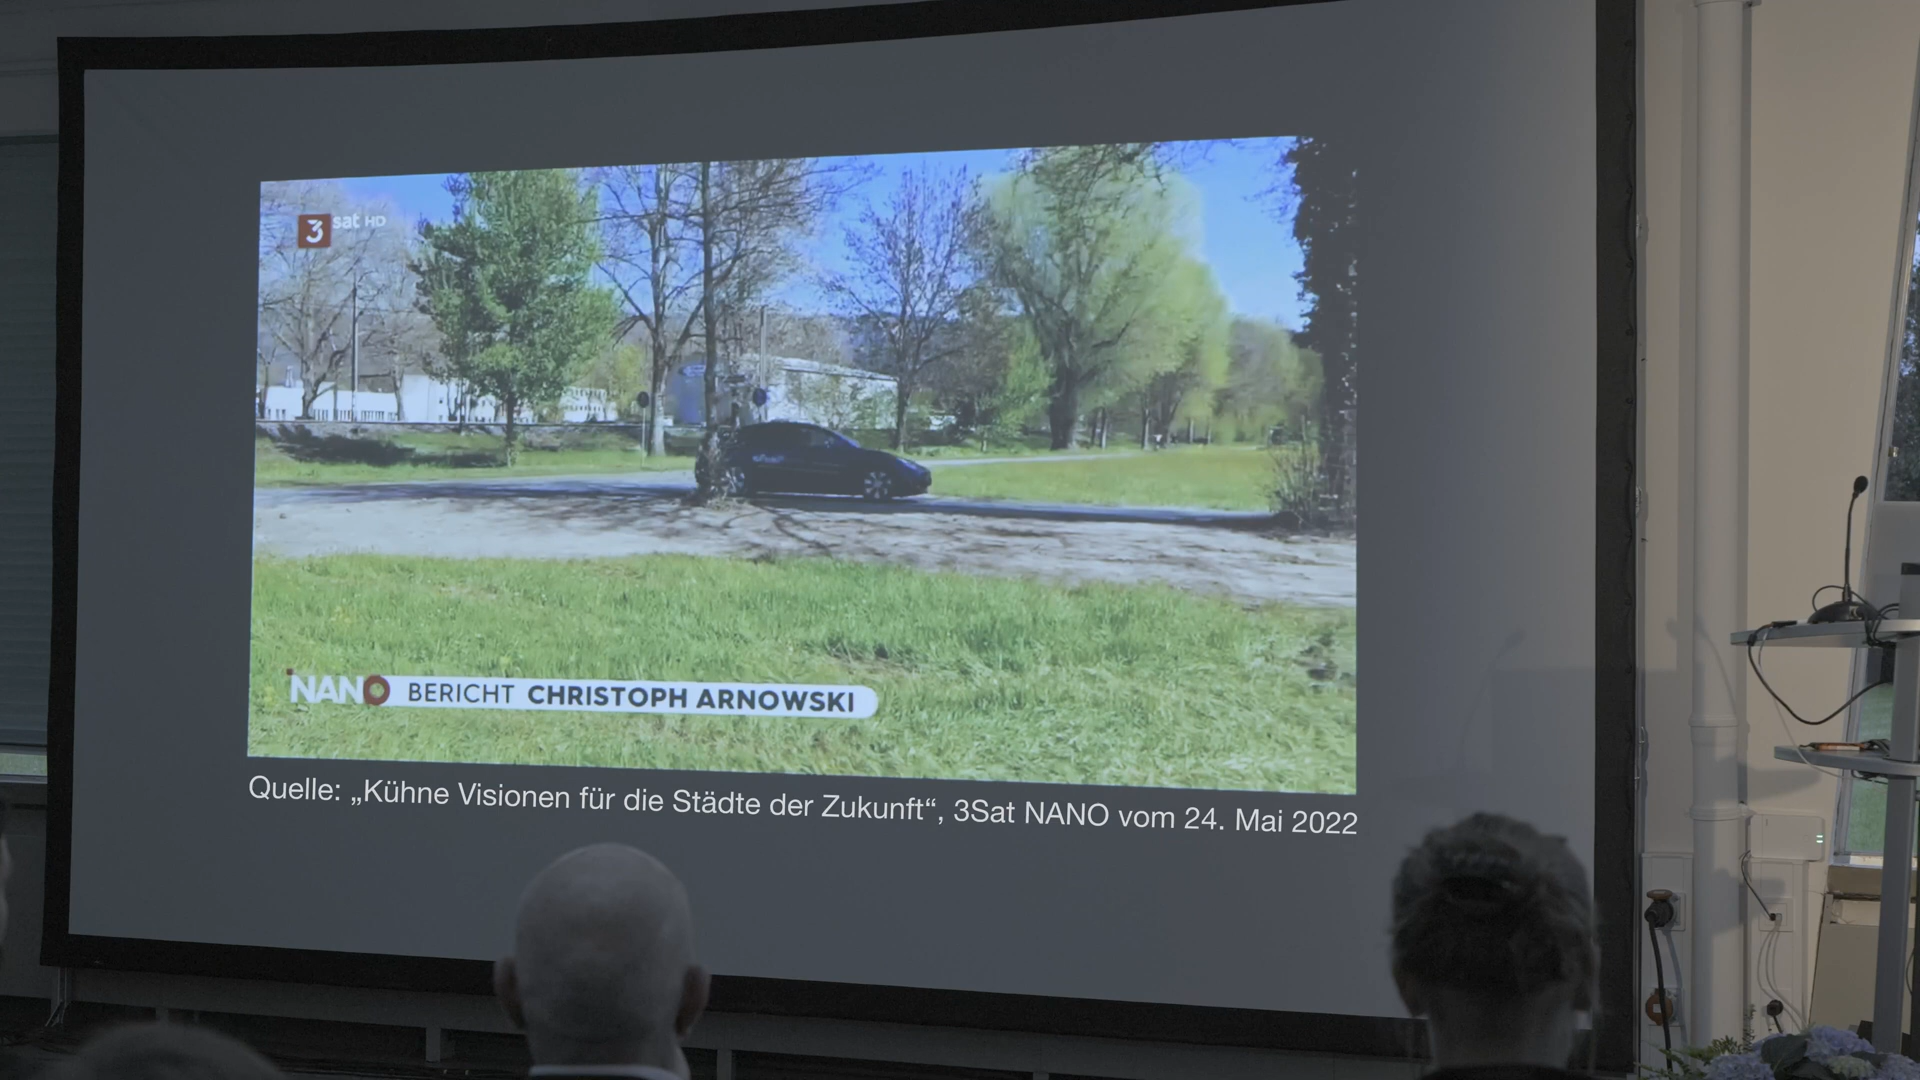 3sat HD
NANO BERICHT CHRISTOPH ARNOWSKI
Quelle: „Kühne Visionen für die Städte der Zukunft“, 3Sat NANO vom 24. Mai 2022